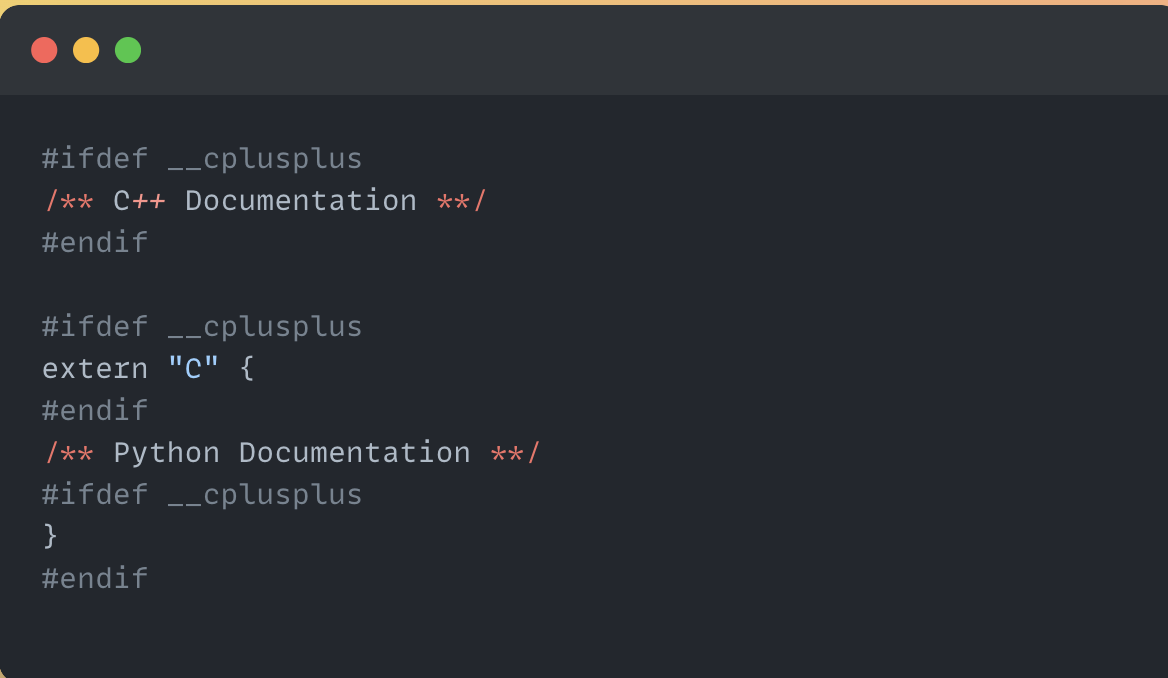 #ifdef __cplusplus
/** C++ Documentation **/
#endif
#ifdef __cplusplus
extern "C" {
#endif
/** Python Documentation **/
#ifdef __cplusplus
}
#endif